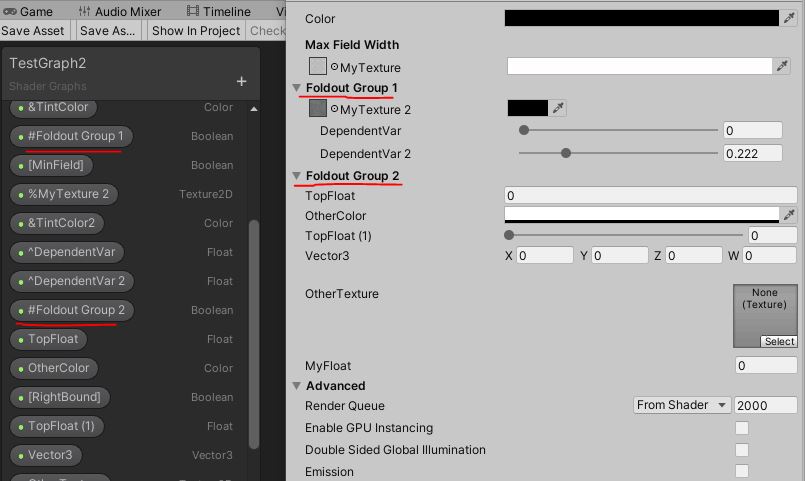 Game Audio Mixer Timeline Vi
Save Asset Save As... Show In Project Check
TestGraph2
Shader Graphs
+
&TintColor Color
#Foldout Group 1 Boolean
[MinField] Boolean
%MyTexture 2 Texture2D
&TintColor2 Color
^DependentVar Float
^DependentVar 2 Float
#Foldout Group 2 Boolean
TopFloat Float
OtherColor Color
[RightBound] Boolean
TopFloat (1) Float
Vector3 Vector3
Color
Max Field Width
MyTexture
Foldout Group 1
MyTexture 2
DependentVar 0
DependentVar 2 0.222
Foldout Group 2
TopFloat 0
OtherColor
TopFloat (1) 0
Vector3 X 0 Y 0 Z 0 W 0
OtherTexture
None
(Texture)
Select
MyFloat 0
Advanced
Render Queue From Shader 2000
Enable GPU Instancing
Double Sided Global Illumination
Emission